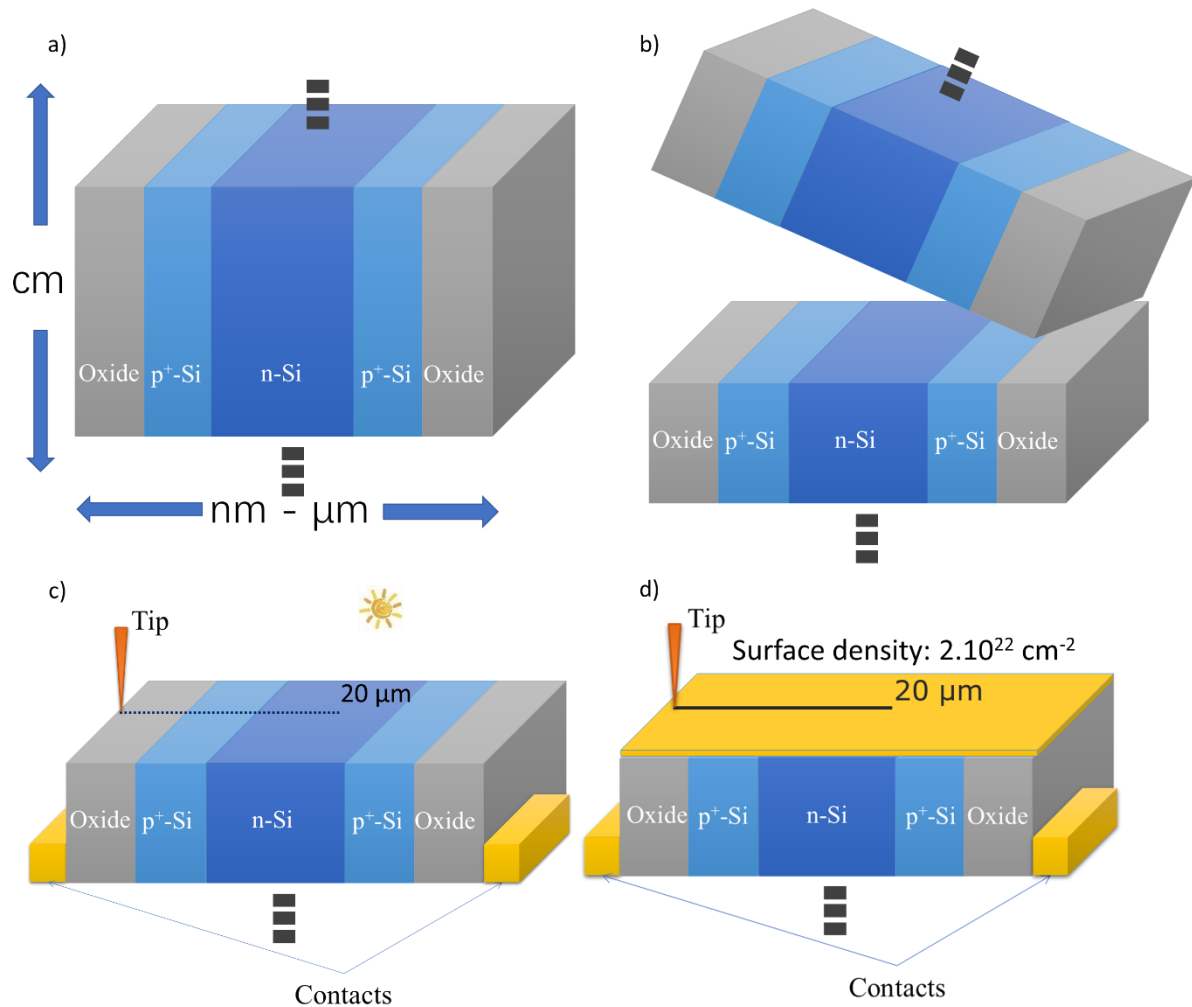 a)
cm
Oxide p⁺-Si n-Si p⁺-Si Oxide
nm - µm
b)
Oxide p⁺-Si n-Si p⁺-Si Oxide
c)
Tip
20 µm
Oxide p⁺-Si n-Si p⁺-Si Oxide
Contacts
d)
Tip
Surface density: 2.10²² cm⁻²
20 µm
Oxide p⁺-Si n-Si p⁺-Si Oxide
Contacts